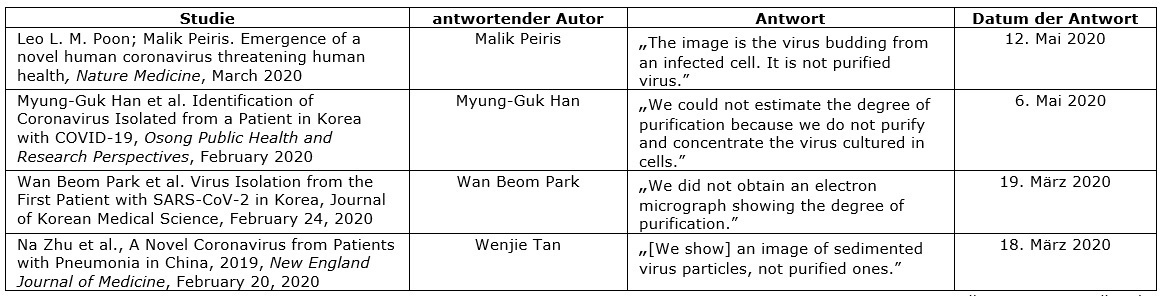 Studie antwortender Autor Antwort Datum der Antwort
Leo L. M. Poon; Malik Peiris. Emergence of a
novel human coronavirus threatening human
health, Nature Medicine, March 2020
Malik Peiris
„The image is the virus budding from
an infected cell. It is not purified
virus.”
12. Mai 2020
Myung-Guk Han et al. Identification of
Coronavirus Isolated from a Patient in Korea
with COVID-19, Osong Public Health and
Research Perspectives, February 2020
Myung-Guk Han
„We could not estimate the degree of
purification because we do not purify
and concentrate the virus cultured in
cells.”
6. Mai 2020
Wan Beom Park et al. Virus Isolation from the
First Patient with SARS-CoV-2 in Korea, Journal
of Korean Medical Science, February 24, 2020
Wan Beom Park
„We did not obtain an electron
micrograph showing the degree of
purification.”
19. März 2020
Na Zhu et al., A Novel Coronavirus from Patients
with Pneumonia in China, 2019, New England
Journal of Medicine, February 20, 2020
Wenjie Tan
„[We show] an image of sedimented
virus particles, not purified ones.”
18. März 2020